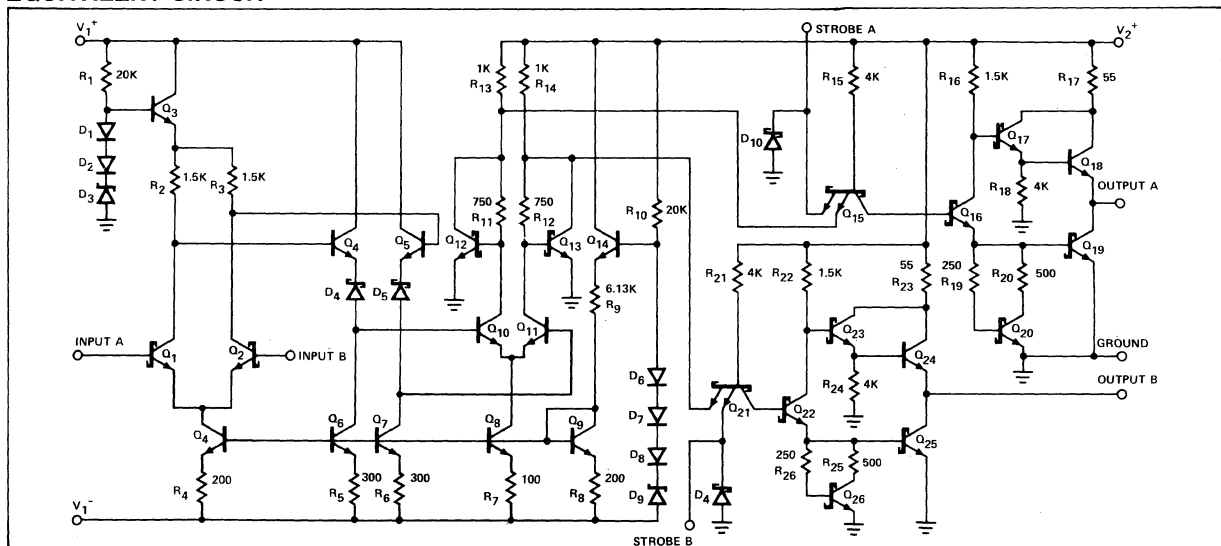 V1+
STROBE A
V2+
R1 20K
1K
R13
1K
R14
R15 4K
R16 1.5K
R17 55
Q3
D1
D2
D3
D10
Q17
Q18
R2 1.5K
R3 1.5K
750
R11
750
R12
R10 20K
Q15
R18 4K
OUTPUT A
Q16
Q4
Q5
Q12
Q13
Q14
R21 4K
R22 1.5K
55
R23
250
R19
R20 500
Q19
D4
D5
6.13K
R9
Q10
Q11
Q23
Q20
INPUT A
Q1
Q2
INPUT B
Q24
GROUND
D6
R24 4K
OUTPUT B
D7
Q21
Q22
Q4
Q6
Q7
Q8
Q9
D8
Q25
250
R26
R25 500
R4 200
R5 300
R6 300
R7 100
R8 200
D9
D4
Q26
V1-
STROBE B